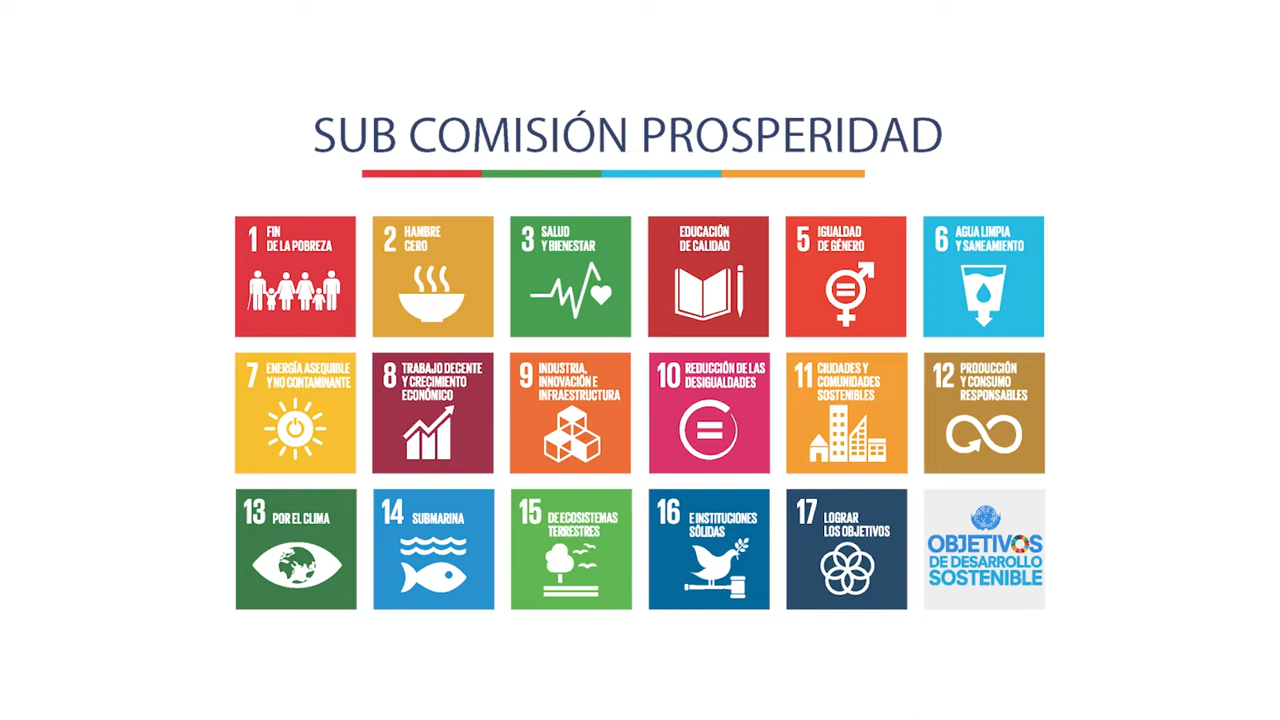 SUB COMISIÓN PROSPERIDAD
1 FIN
DE LA POBREZA
2 HAMBRE
CERO
3 SALUD
Y BIENESTAR
EDUCACIÓN
DE CALIDAD
5 IGUALDAD
DE GÉNERO
6 AGUA LIMPIA
Y SANEAMIENTO
7 ENERGÍA ASEQUIBLE
Y NO CONTAMINANTE
8 TRABAJO DECENTE
Y CRECIMIENTO
ECONÓMICO
9 INDUSTRIA,
INNOVACIÓN E
INFRAESTRUCTURA
10 REDUCCIÓN DE LAS
DESIGUALDADES
11 CIUDADES Y
COMUNIDADES
SOSTENIBLES
12 PRODUCCIÓN
Y CONSUMO
RESPONSABLES
13 POR EL CLIMA
14 SUBMARINA
15 DE ECOSISTEMAS
TERRESTRES
16 E INSTITUCIONES
SÓLIDAS
17 LOGRAR
LOS OBJETIVOS
OBJETIVOS
DE DESARROLLO
SOSTENIBLE